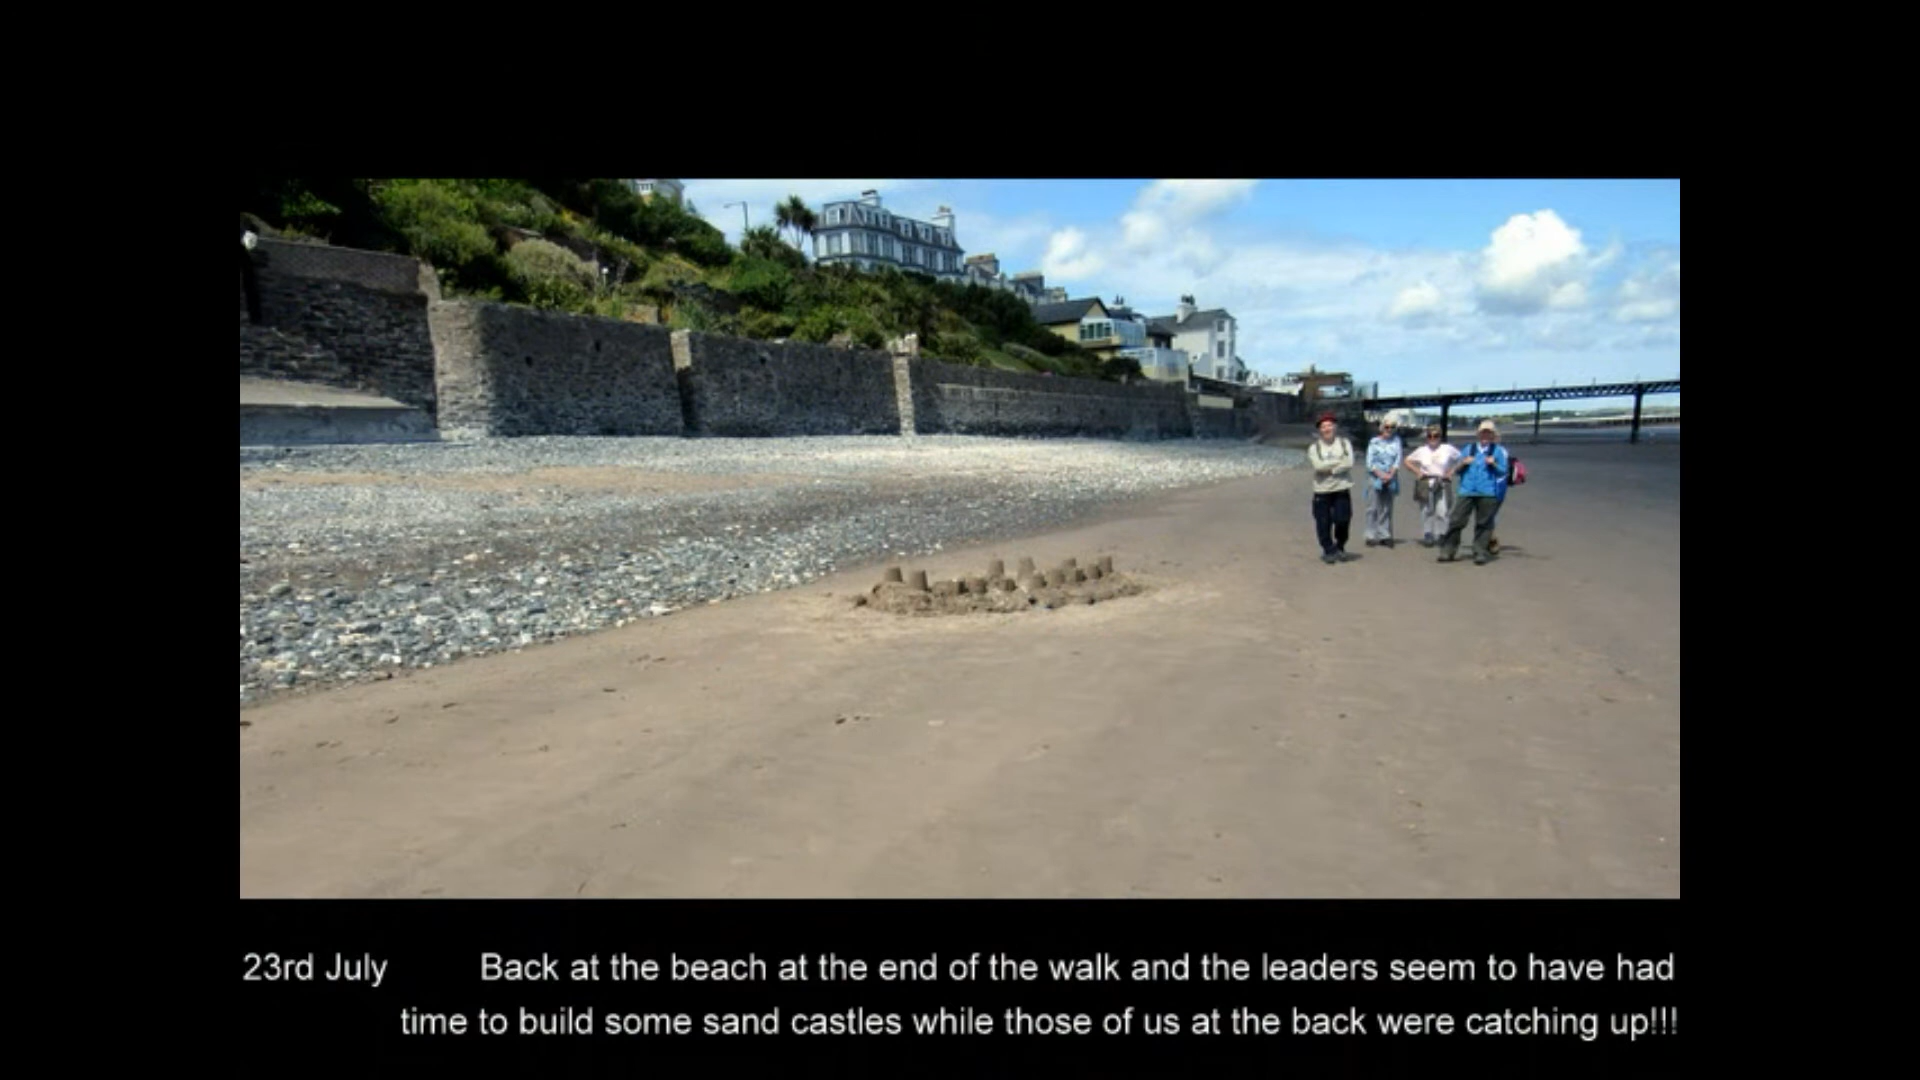 23rd July Back at the beach at the end of the walk and the leaders seem to have had
time to build some sand castles while those of us at the back were catching up!!!